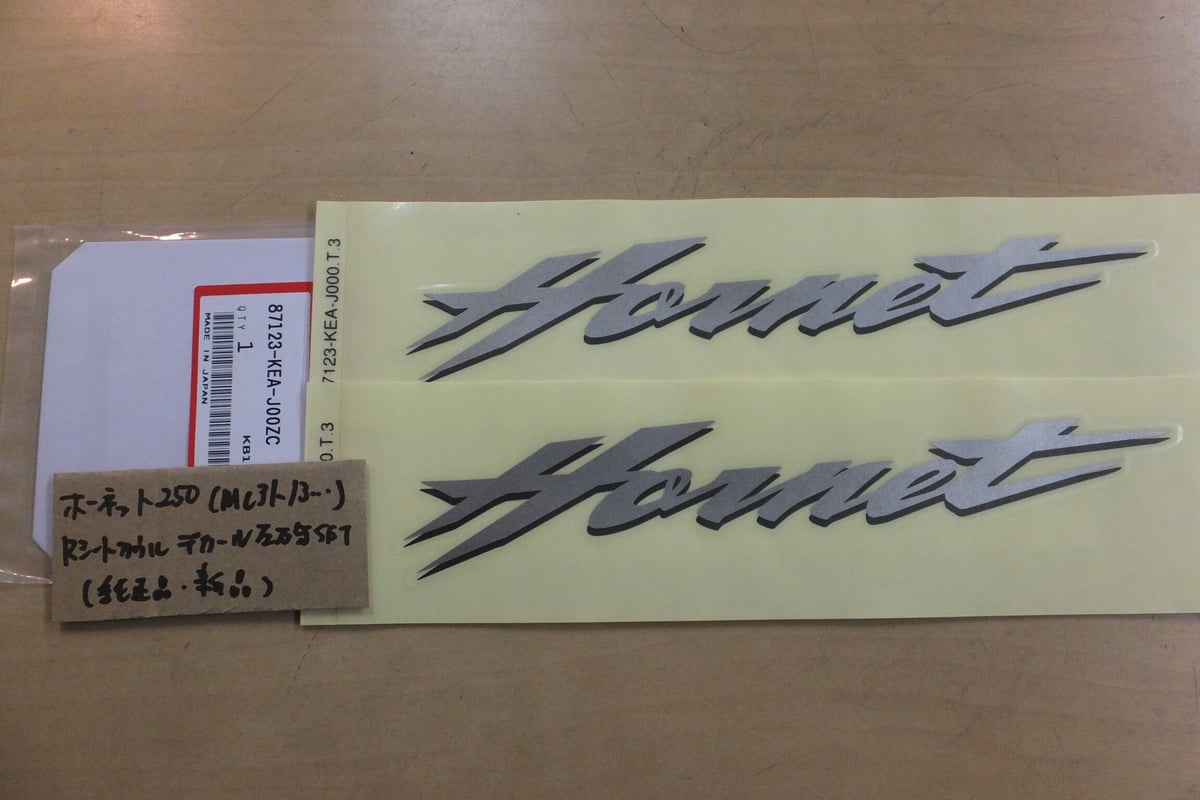 Hornet
Hornet
7123-KEA-J000.T.3
0.T.3
87123-KEA-J00ZC
QTY 1
KB1
MADE IN JAPAN
ホーネット250 (MC31-13…)
Rシートカウル デカール左右SET
(純正品・新品)